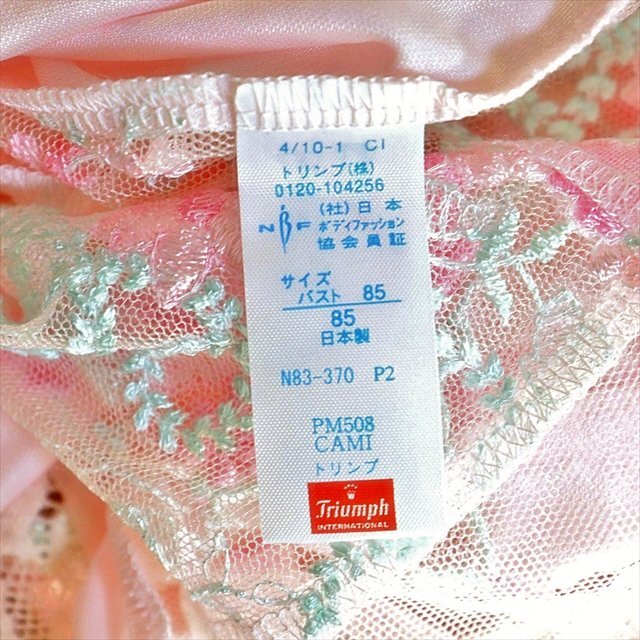 4/10-1 CI
トリンプ(株)
0120-104256
(社)日本
NBF ボディファッション
協会員証
サイズ
バスト 85
85
日本製
N83-370 P2
PM508
CAMI
トリンプ
Triumph
INTERNATIONAL